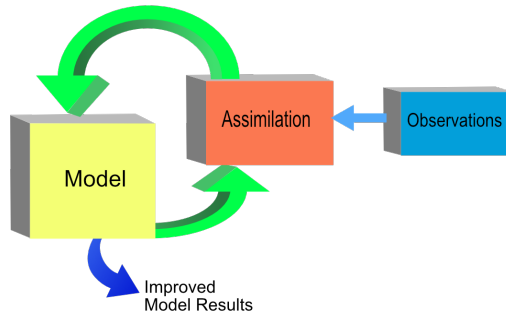 Assimilation
Observations
Model
Improved
Model Results